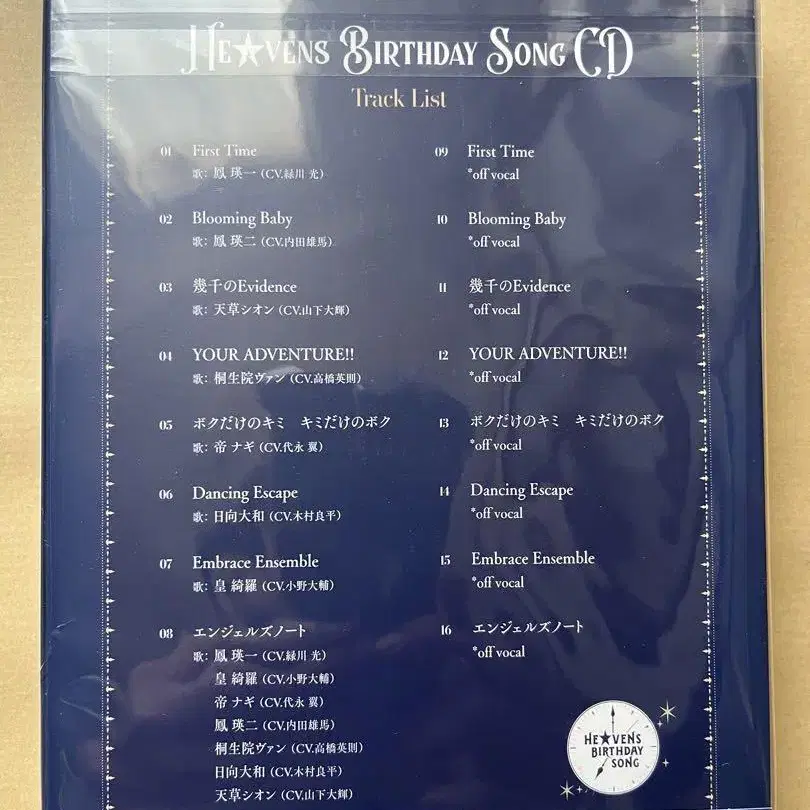 HE★VENS BIRTHDAY SONG CD
Track List
01 First Time
歌: 鳳 瑛一 (CV.緑川 光)
02 Blooming Baby
歌: 鳳 瑛二 (CV.内田雄馬)
03 幾千のEvidence
歌: 天草シオン (CV.山下大輝)
04 YOUR ADVENTURE!!
歌: 桐生院ヴァン (CV.高橋英則)
05 ボクだけのキミ キミだけのボク
歌: 帝 ナギ (CV.代永 翼)
06 Dancing Escape
歌: 日向大和 (CV.木村良平)
07 Embrace Ensemble
歌: 皇 綺羅 (CV.小野大輔)
08 エンジェルズノート
歌: 鳳 瑛一 (CV.緑川 光)
皇 綺羅 (CV.小野大輔)
帝 ナギ (CV.代永 翼)
鳳 瑛二 (CV.内田雄馬)
桐生院ヴァン (CV.高橋英則)
日向大和 (CV.木村良平)
天草シオン (CV.山下大輝)
09 First Time
*off vocal
10 Blooming Baby
*off vocal
11 幾千のEvidence
*off vocal
12 YOUR ADVENTURE!!
*off vocal
13 ボクだけのキミ キミだけのボク
*off vocal
14 Dancing Escape
*off vocal
15 Embrace Ensemble
*off vocal
16 エンジェルズノート
*off vocal
HE★VENS
BIRTHDAY
SONG